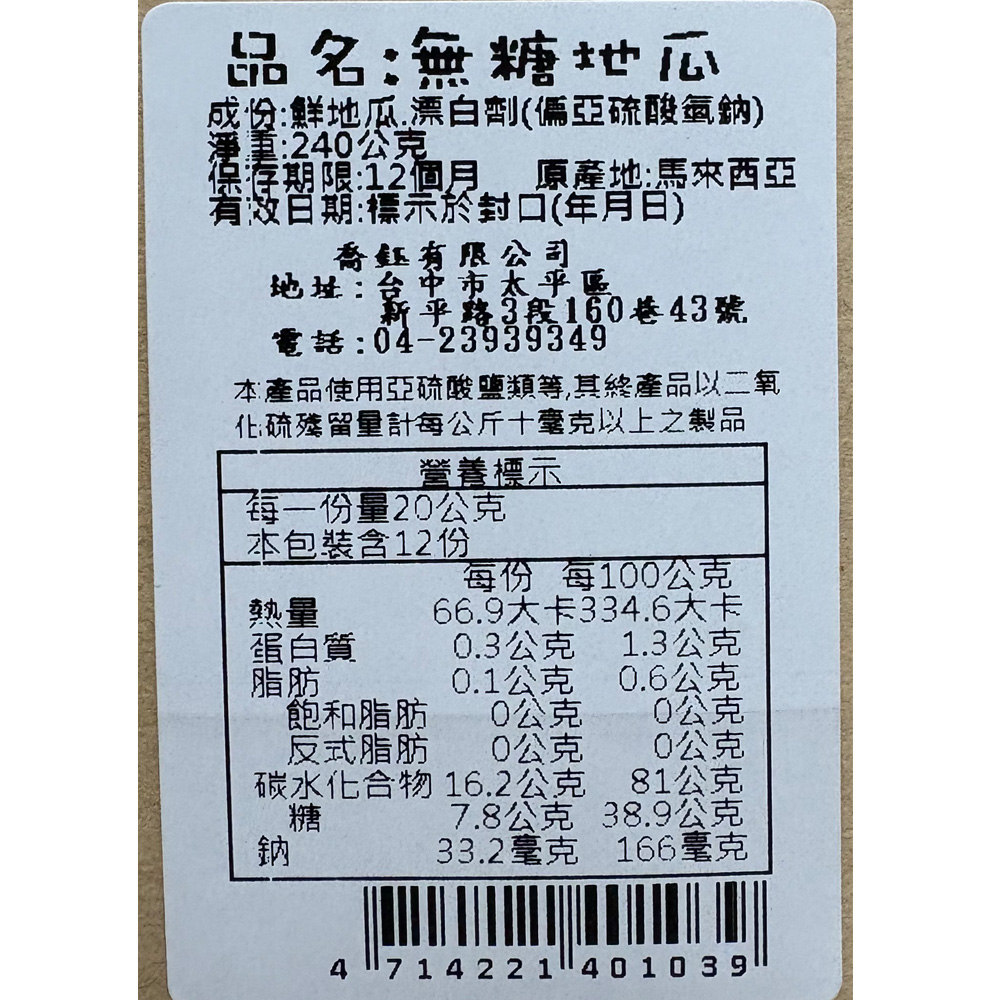 品名:無糖地瓜
成份:鮮地瓜.漂白劑(偏亞硫酸氫鈉)
淨重:240公克
保存期限:12個月 原產地:馬來西亞
有效日期:標示於封口(年月日)
喬鈺有限公司
地址:台中市太平區
新平路3段160巷43號
電話:04-23939349
本產品使用亞硫酸鹽類等,其終產品以二氧
化硫殘留量計每公斤十毫克以上之製品
營養標示
每一份量20公克
本包裝含12份
每份 每100公克
熱量 66.9大卡 334.6大卡
蛋白質 0.3公克 1.3公克
脂肪 0.1公克 0.6公克
飽和脂肪 0公克 0公克
反式脂肪 0公克 0公克
碳水化合物 16.2公克 81公克
糖 7.8公克 38.9公克
鈉 33.2毫克 166毫克
4 714221 401039